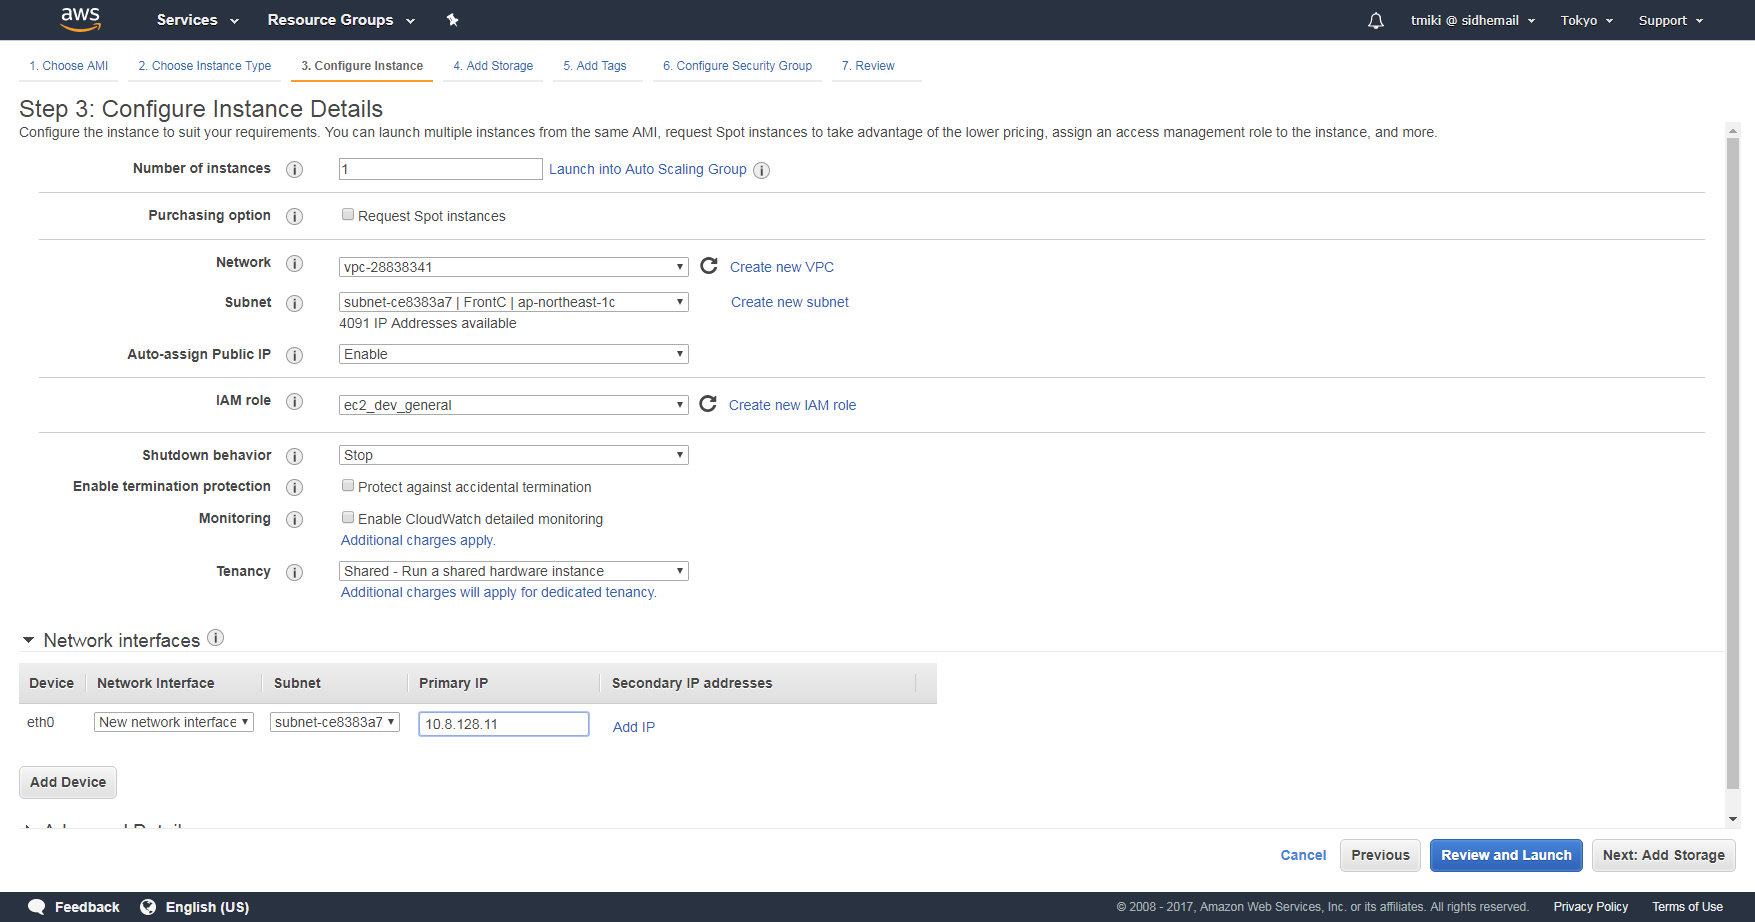 aws Services Resource Groups tmiki @ sidhemail Tokyo Support
1. Choose AMI 2. Choose Instance Type 3. Configure Instance 4. Add Storage 5. Add Tags 6. Configure Security Group 7. Review
Step 3: Configure Instance Details
Configure the instance to suit your requirements. You can launch multiple instances from the same AMI, request Spot instances to take advantage of the lower pricing, assign an access management role to the instance, and more.
Number of instances 1 Launch into Auto Scaling Group
Purchasing option Request Spot instances
Network vpc-28838341 Create new VPC
Subnet subnet-ce8383a7 | FrontC | ap-northeast-1c Create new subnet
4091 IP Addresses available
Auto-assign Public IP Enable
IAM role ec2_dev_general Create new IAM role
Shutdown behavior Stop
Enable termination protection Protect against accidental termination
Monitoring Enable CloudWatch detailed monitoring
Additional charges apply.
Tenancy Shared - Run a shared hardware instance
Additional charges will apply for dedicated tenancy.
Network interfaces
Device Network Interface Subnet Primary IP Secondary IP addresses
eth0 New network interface subnet-ce8383a7 10.8.128.11 Add IP
Add Device
Advanced Details
Cancel Previous Review and Launch Next: Add Storage
Feedback English (US) © 2008 - 2017, Amazon Web Services, Inc. or its affiliates. All rights reserved. Privacy Policy Terms of Use